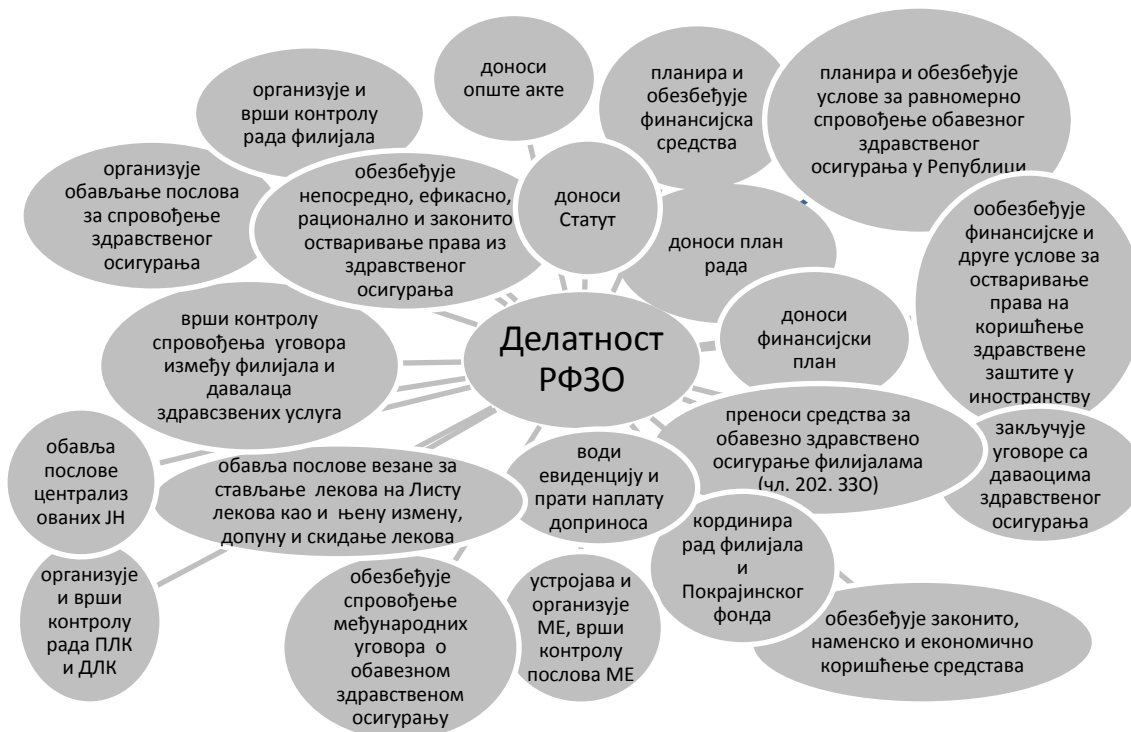 доноси
опште акте
планира и
обезбеђује
финансијска
средства
планира и обезбеђује
услове за равномерно
спровођење обавезног
здравственог
осигурања у Републици
организује и
врши контролу
рада филијала
организује
обављање послова
за спровођење
здравственог
осигурања
обезбеђује
непосредно, ефикасно,
рационално и законито
остваривање права из
здравственог
осигурања
доноси
Статут
доноси план
рада
ообезбеђује
финансијске и
друге услове за
остваривање
права на
коришћење
здравствене
заштите у
иностранству
врши контролу
спровођења уговора
између филијала и
давалаца
здравсзвених услуга
Делатност
РФЗО
доноси
финансијски
план
преноси средства за
обавезно здравствено
осигурање филијалама
(чл. 202. ЗЗО)
закључује
уговоре са
даваоцима
здравственог
осигурања
обавља
послове
централиз
ованих ЈН
обавља послове везане за
стављање лекова на Листу
лекова као и њену измену,
допуну и скидање лекова
води
евиденцију и
прати наплату
доприноса
кординира
рад филијала
и
Покрајинског
фонда
организује
и врши
контролу
рада ПЛК
и ДЛК
обезбеђује
спровођење
међународних
уговора о
обавезном
здравственом
осигурању
устројава и
организује
МЕ, врши
контролу
послова МЕ
обезбеђује законито,
наменско и економично
коришћење средстава